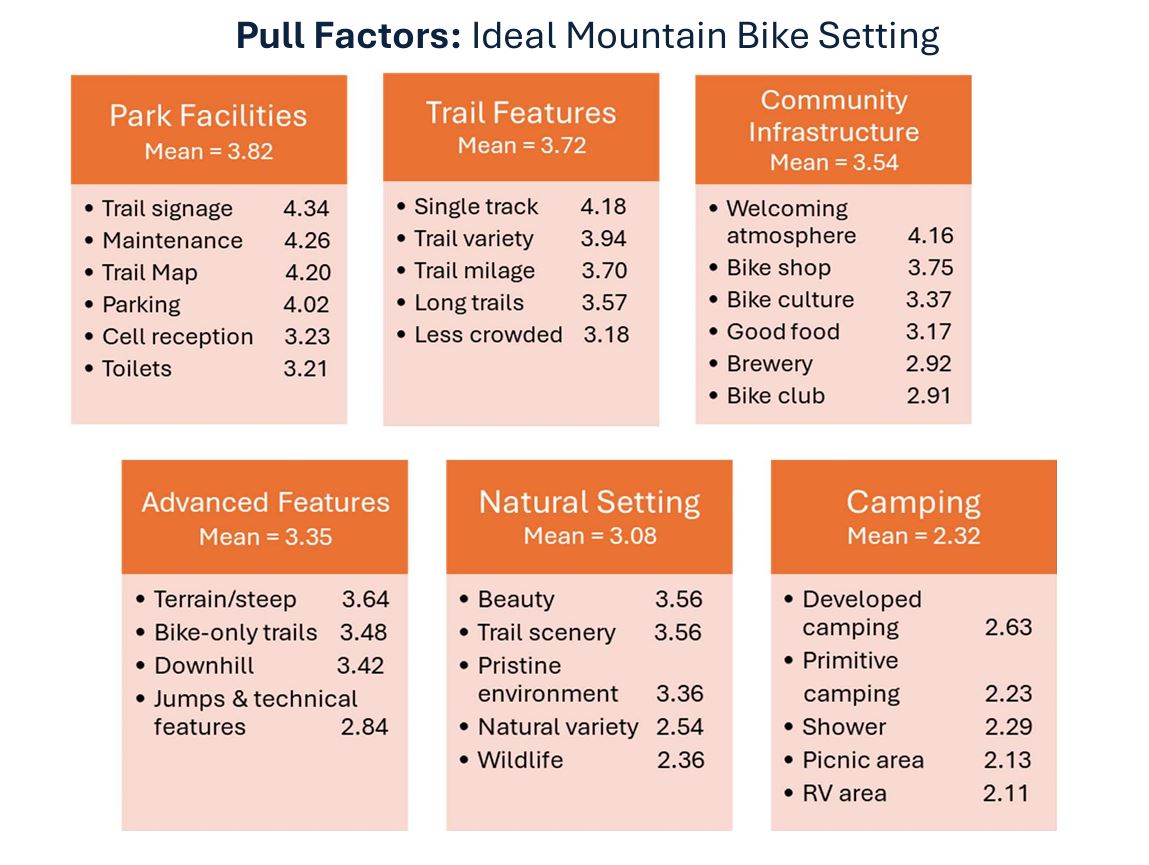 Pull Factors: Ideal Mountain Bike Setting
Park Facilities
Mean = 3.82
• Trail signage 4.34
• Maintenance 4.26
• Trail Map 4.20
• Parking 4.02
• Cell reception 3.23
• Toilets 3.21
Trail Features
Mean = 3.72
• Single track 4.18
• Trail variety 3.94
• Trail milage 3.70
• Long trails 3.57
• Less crowded 3.18
Community
Infrastructure
Mean = 3.54
• Welcoming
atmosphere 4.16
• Bike shop 3.75
• Bike culture 3.37
• Good food 3.17
• Brewery 2.92
• Bike club 2.91
Advanced Features
Mean = 3.35
• Terrain/steep 3.64
• Bike-only trails 3.48
• Downhill 3.42
• Jumps & technical
features 2.84
Natural Setting
Mean = 3.08
• Beauty 3.56
• Trail scenery 3.56
• Pristine
environment 3.36
• Natural variety 2.54
• Wildlife 2.36
Camping
Mean = 2.32
• Developed
camping 2.63
• Primitive
camping 2.23
• Shower 2.29
• Picnic area 2.13
• RV area 2.11